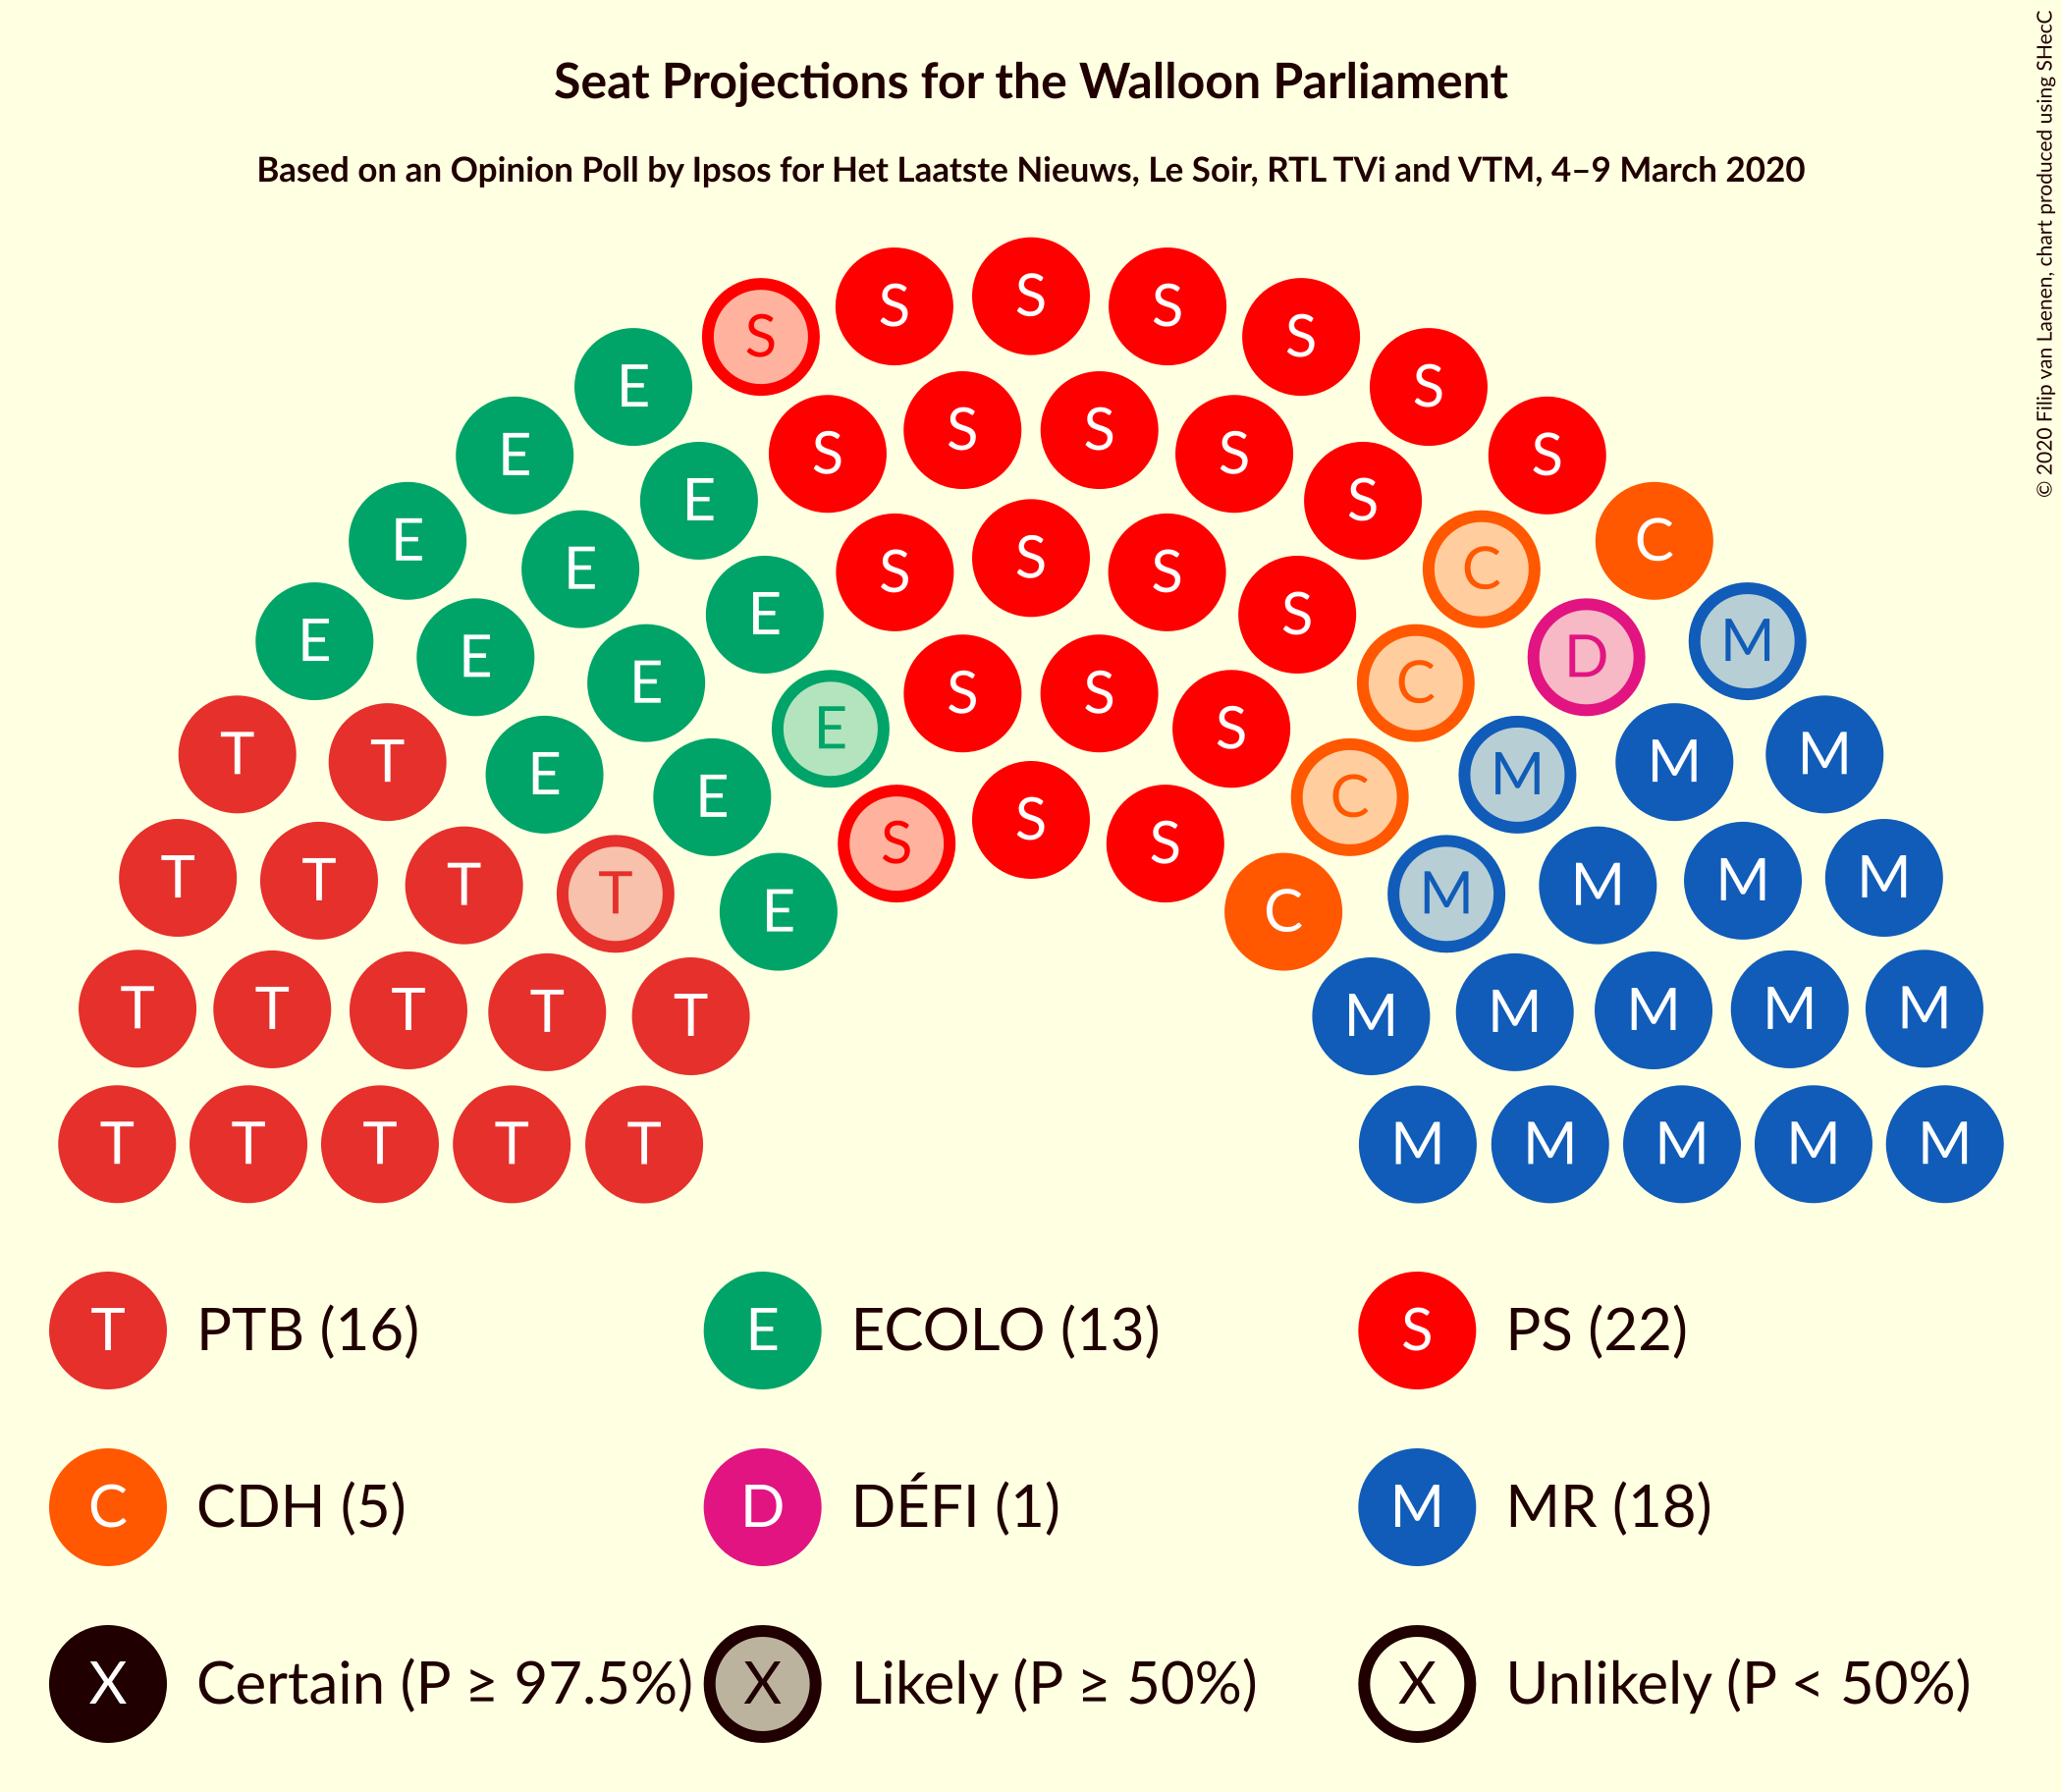 Seat Projections for the Walloon Parliament
Based on an Opinion Poll by Ipsos for Het Laatste Nieuws, Le Soir, RTL TVi and VTM, 4–9 March 2020
© 2020 Filip van Laenen, chart produced using SHecC
S
S S
S S
E S
S S
E S
S S
E S S
E S
C C
E E
S S
S S
E S
E M
E D
E C
S S
E S
T M
T M
E M
E C
T M
T M
T M
T M
E C
S S
S
E C
T M
T M
T M
T M
T M
T T T T T M M M M M
T PTB (16) E ECOLO (13) S PS (22)
C CDH (5) D DÉFI (1) M MR (18)
X Certain (P ≥ 97.5%) X Likely (P ≥ 50%) X Unlikely (P < 50%)